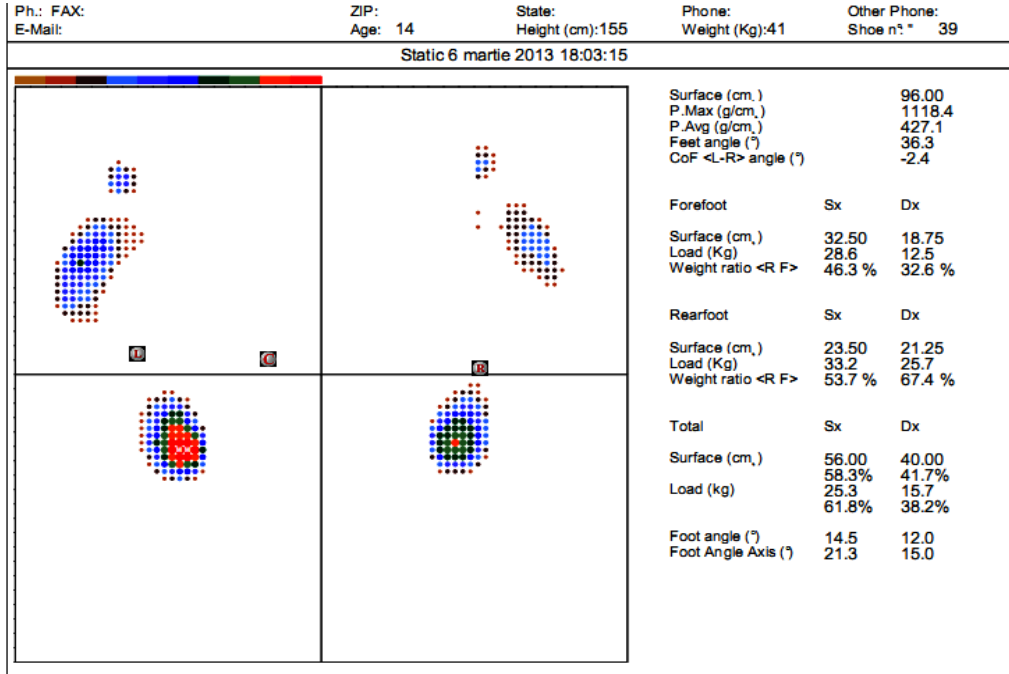 Ph.: FAX: ZIP: State: Phone: Other Phone:
E-Mail: Age: 14 Height (cm):155 Weight (Kg):41 Shoe n°: " 39
Static 6 martie 2013 18:03:15
Surface (cm,) 96.00
P.Max (g/cm,) 1118.4
P.Avg (g/cm,) 427.1
Feet angle (°) 36.3
CoF <L-R> angle (°) -2.4
Forefoot Sx Dx
Surface (cm,) 32.50 18.75
Load (Kg) 28.6 12.5
Weight ratio <R F> 46.3 % 32.6 %
L C R
Rearfoot Sx Dx
Surface (cm,) 23.50 21.25
Load (Kg) 33.2 25.7
Weight ratio <R F> 53.7 % 67.4 %
Total Sx Dx
Surface (cm,) 56.00 40.00
58.3% 41.7%
Load (kg) 25.3 15.7
61.8% 38.2%
Foot angle (°) 14.5 12.0
Foot Angle Axis (°) 21.3 15.0